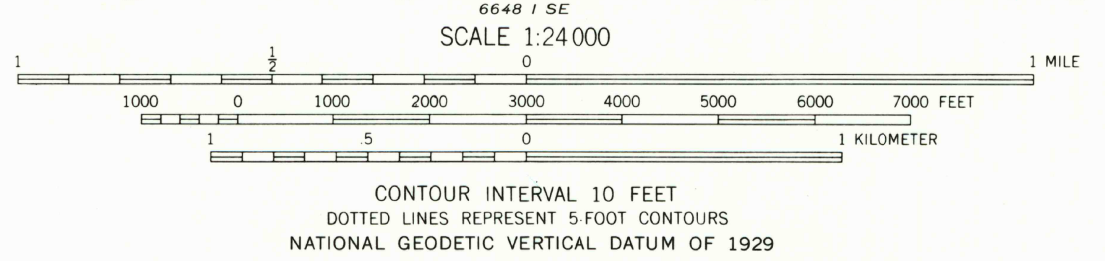 6648 I SE
SCALE 1:24 000
1 1/2 0 1 MILE
1000 0 1000 2000 3000 4000 5000 6000 7000 FEET
1 .5 0 1 KILOMETER
CONTOUR INTERVAL 10 FEET
DOTTED LINES REPRESENT 5-FOOT CONTOURS
NATIONAL GEODETIC VERTICAL DATUM OF 1929